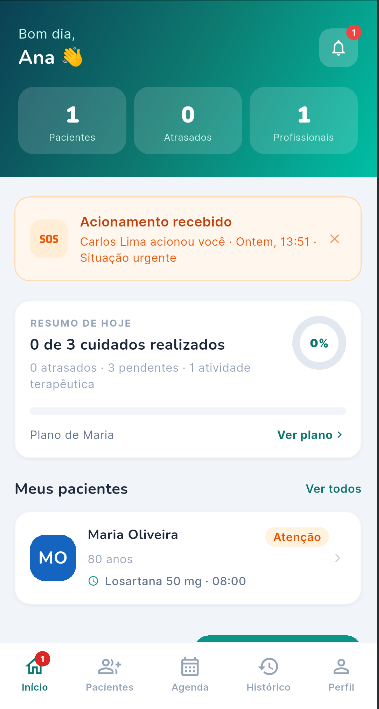 Bom dia,
Ana 👋
1
1
Pacientes
0
Atrasados
1
Profissionais
SOS
Acionamento recebido
Carlos Lima acionou você · Ontem, 13:51 ·
Situação urgente
RESUMO DE HOJE
0 de 3 cuidados realizados
0 atrasados · 3 pendentes · 1 atividade
terapêutica
0%
Plano de Maria
Ver plano
Meus pacientes
Ver todos
MO
Maria Oliveira
Atenção
80 anos
Losartana 50 mg · 08:00
1
Início
Pacientes
Agenda
Histórico
Perfil